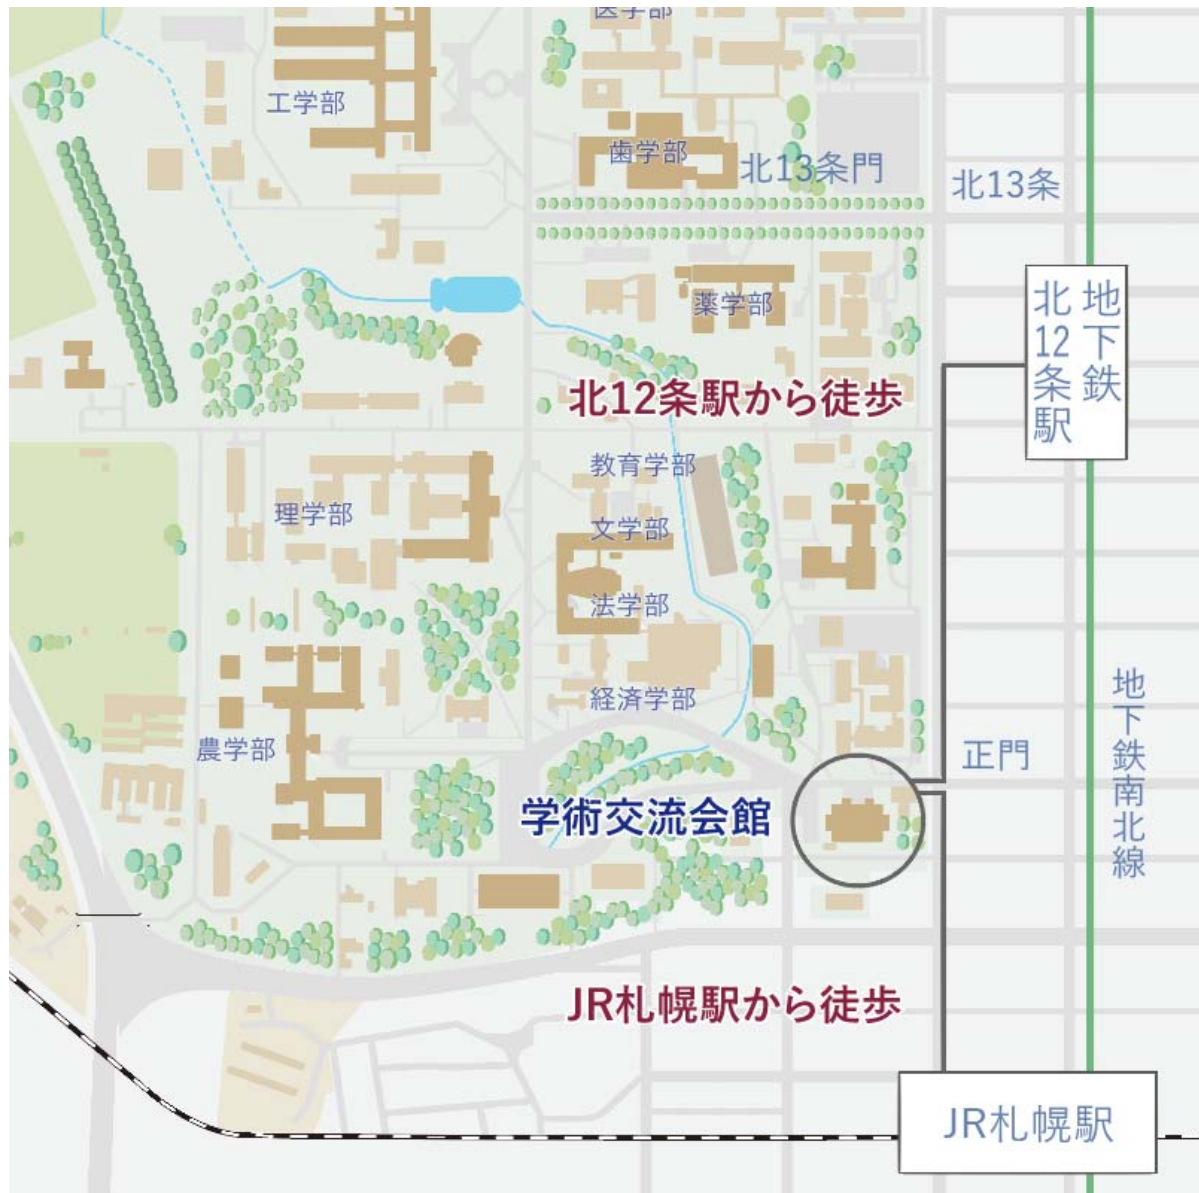 医学部
工学部
歯学部
北13条門
北13条
薬学部
地下鉄
北12条駅
北12条駅から徒歩
教育学部
理学部
文学部
法学部
経済学部
農学部
正門
地下鉄南北線
学術交流会館
JR札幌駅から徒歩
JR札幌駅